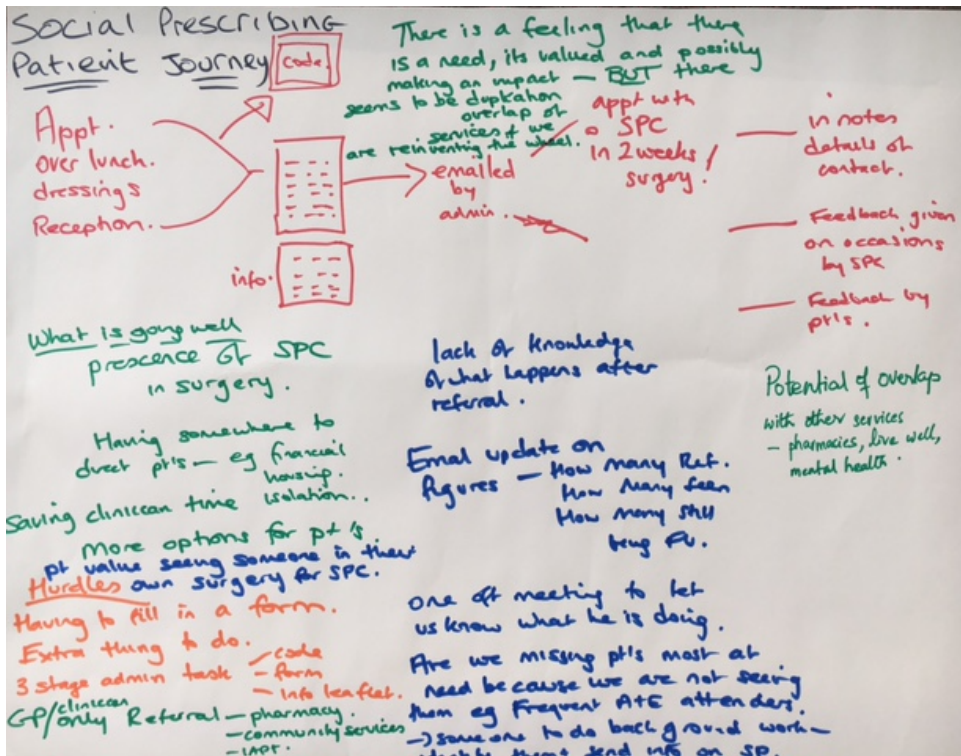 Social Prescribing
Patient Journey
code.
There is a feeling that there
is a need, its valued and possibly
making an impact — BUT there
seems to be duplication
overlap of
services + we
are reinventing the wheel.
Appt.
over lunch.
dressings
Reception.
info.
emailed
by
admin.
appt with
SPC
in 2 weeks
surgery!
in notes
details of
contact.
Feedback given
on occasions
by SPC
Feedback by
pt's.
What is going well
prescence of SPC
in surgery.
Having somewhere to
direct pt's — eg financial
housing.
isolation..
Saving cliniccan time
More options for pt's.
pt value seeing someone in their
own surgery for SPC.
Hurdles
Having to fill in a form.
Extra thing to do.
3 stage admin task
— code
— form
— info leaflet.
GP/clinican
only Referral — pharmacy.
— community services
— IAPT.
lack of knowledge
of what happens after
referral.
Email update on
figures — How many Ref.
How many seen
How many still
being FU.
one off meeting to let
us know what he is doing.
Are we missing pt's most at
need because we are not seeing
them eg Frequent A+E attenders.
→ someone to do background work —
send info on SP.
Potential of overlap
with other services
— pharmacies, live well,
mental health.